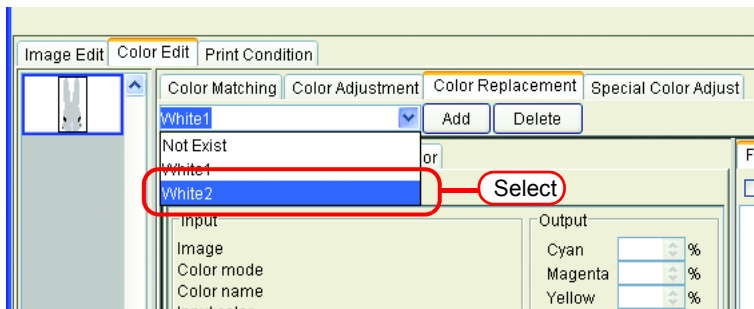 Image Edit Color Edit Print Condition
Color Matching Color Adjustment Color Replacement Special Color Adjust
White1 Add Delete
Not Exist
White1 or F
White2 Select
Input Output
Image Cyan %
Color mode Magenta %
Color name Yellow %